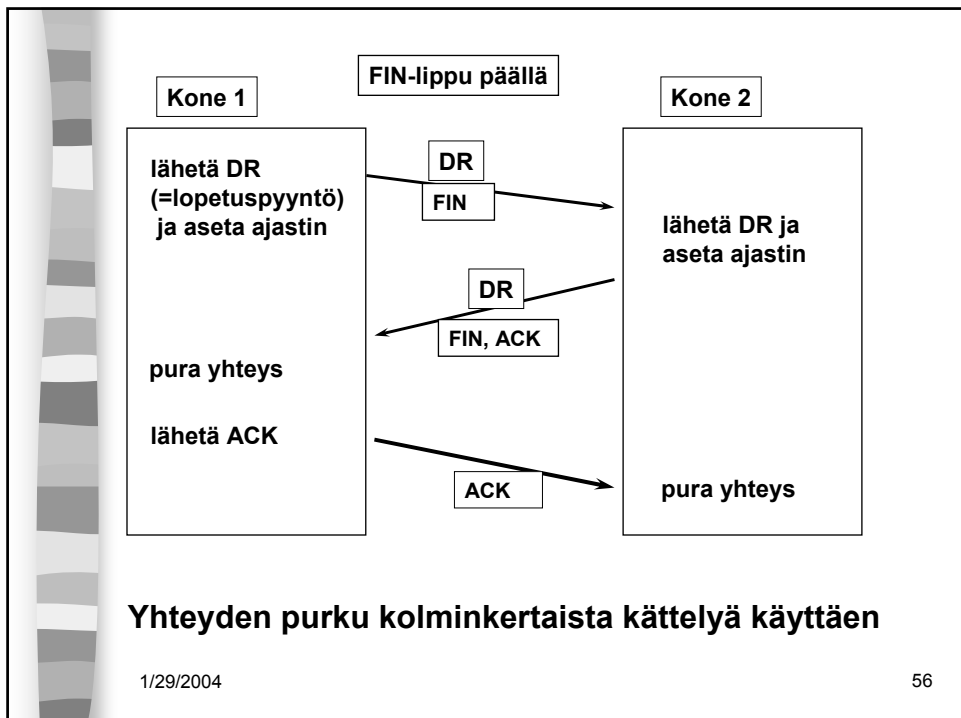 FIN-lippu päällä
Kone 1
Kone 2
lähetä DR
(=lopetuspyyntö)
ja aseta ajastin
DR
FIN
lähetä DR ja
aseta ajastin
DR
FIN, ACK
pura yhteys
lähetä ACK
ACK
pura yhteys
Yhteyden purku kolminkertaista kättelyä käyttäen
1/29/2004
56